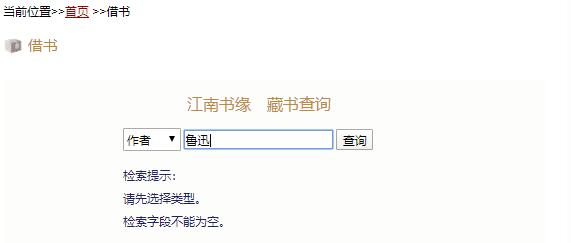 当前位置>>首页 >>借书
借书
江南书缘 藏书查询
作者 鲁迅 查询
检索提示：
请先选择类型。
检索字段不能为空。